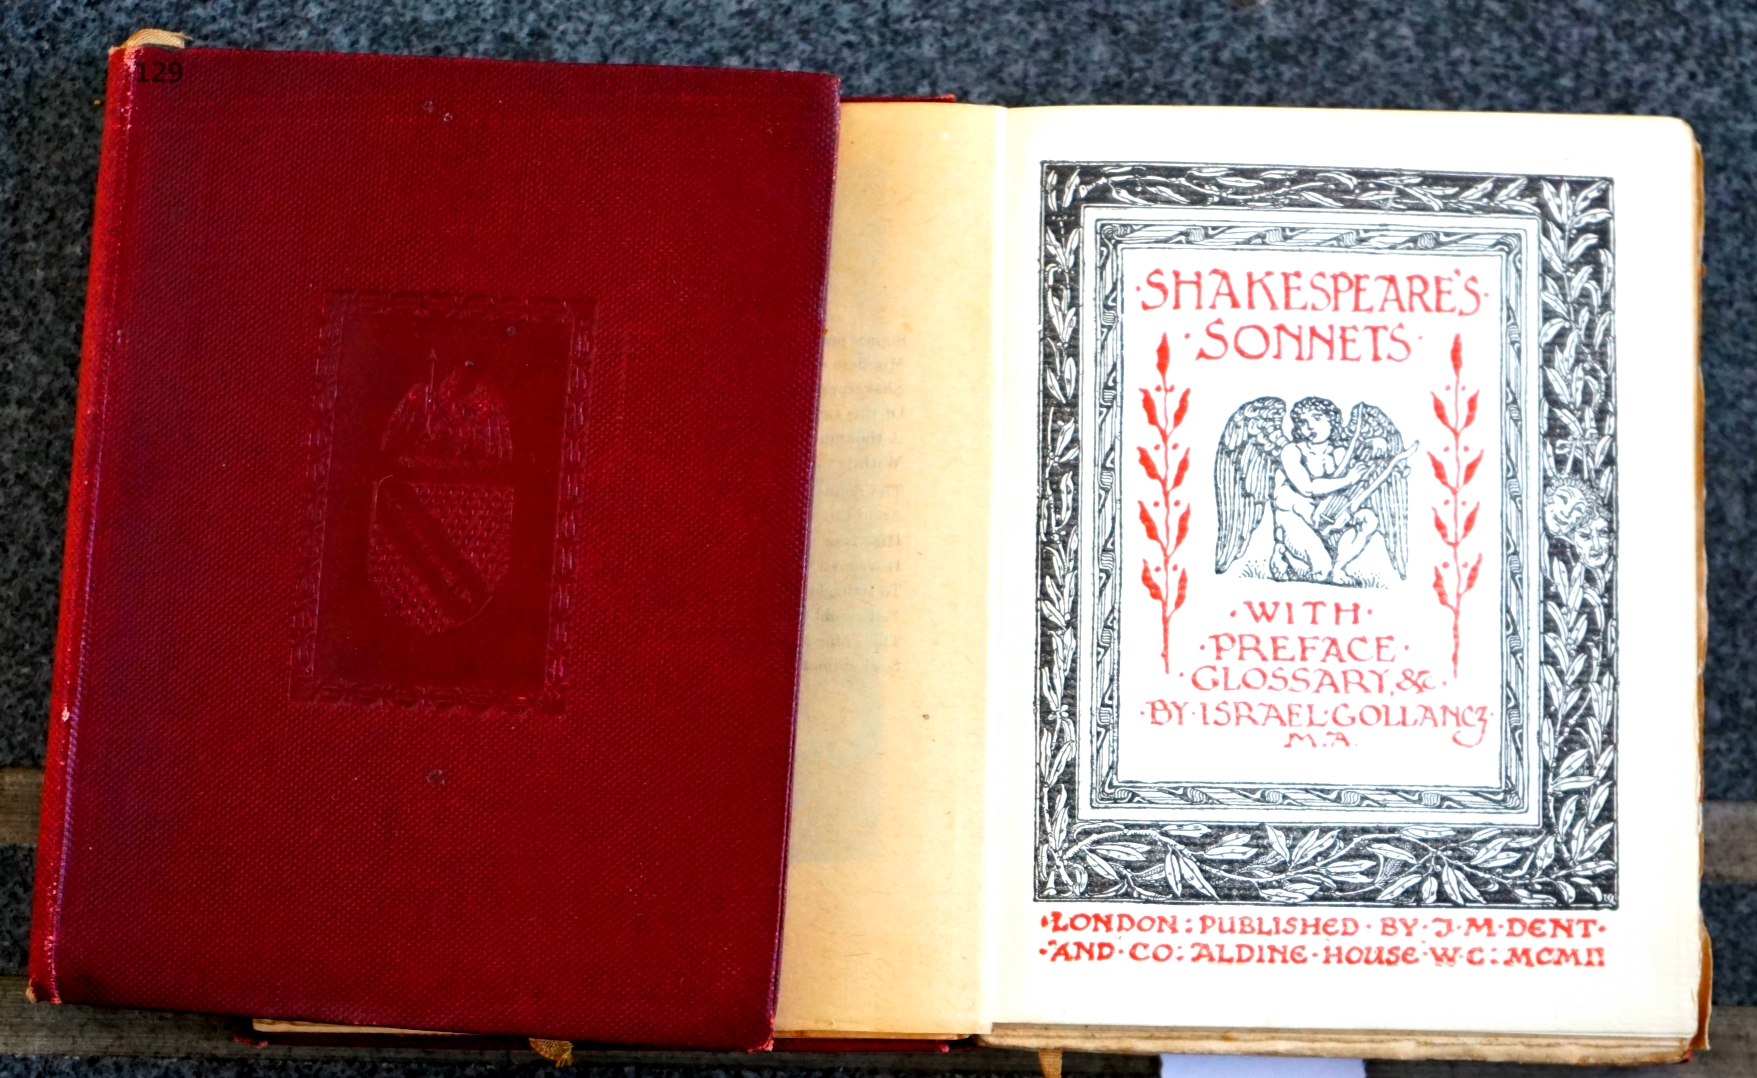 129
·SHAKESPEARE'S·
·SONNETS·
·WITH·
·PREFACE·
·GLOSSARY, &c.
·BY·ISRAEL·GOLLANCZ·
M.A.
·LONDON: PUBLISHED·BY·J·M·DENT·
·AND·CO: ALDINE·HOUSE·W·C: MCMII